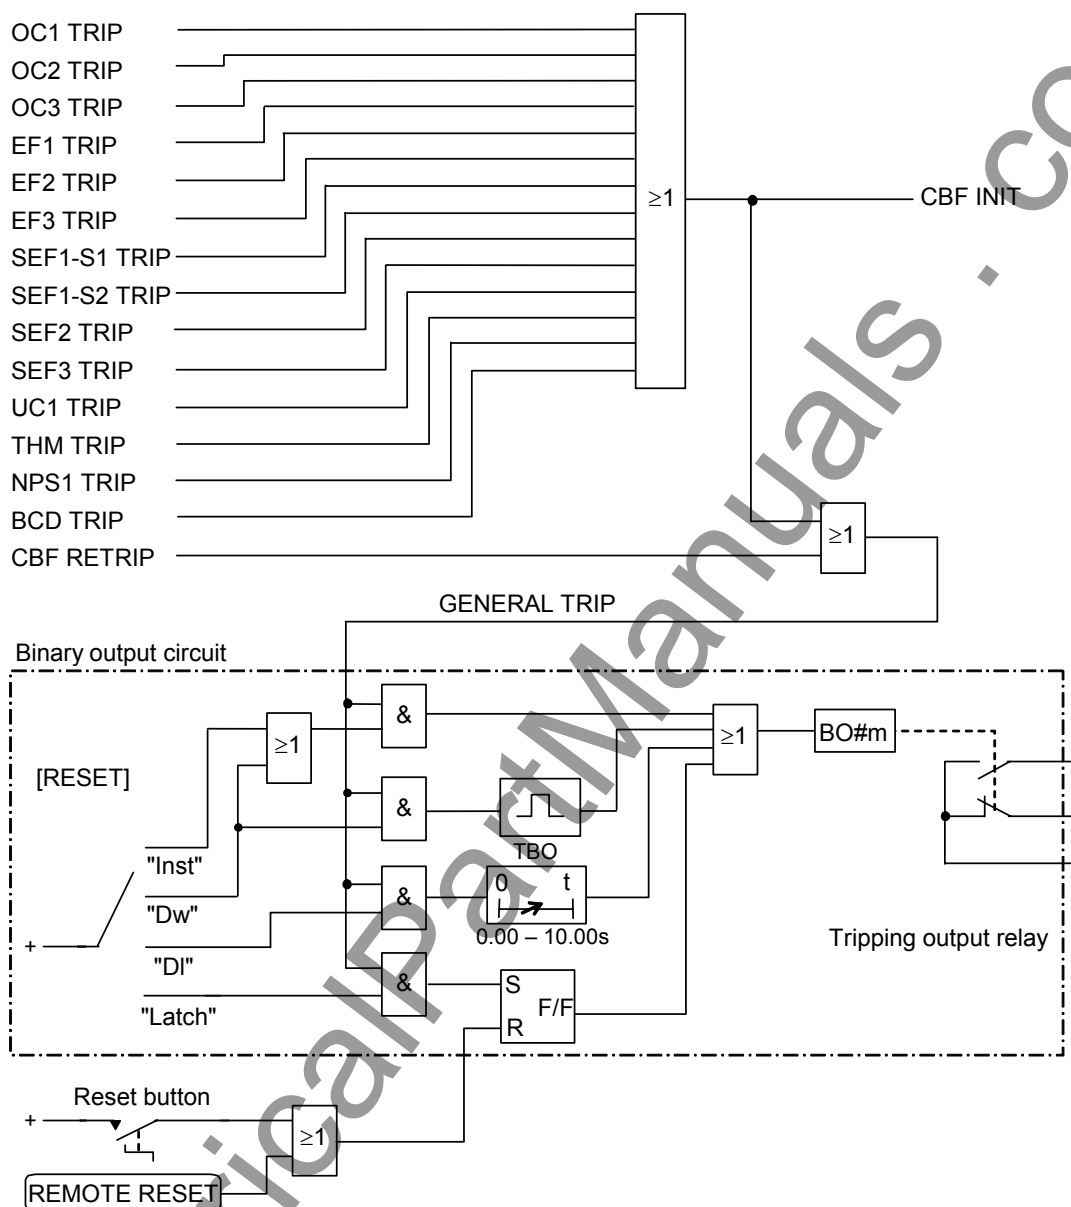 OC1 TRIP
OC2 TRIP
OC3 TRIP
EF1 TRIP
EF2 TRIP
EF3 TRIP
SEF1-S1 TRIP
SEF1-S2 TRIP
SEF2 TRIP
SEF3 TRIP
UC1 TRIP
THM TRIP
NPS1 TRIP
BCD TRIP
CBF RETRIP
≥1
CBF INIT
≥1
GENERAL TRIP
Binary output circuit
[RESET]
≥1
&
&
&
&
TBO
0 t
0.00 – 10.00s
S
R
F/F
≥1
BO#m
"Inst"
"Dw"
"Dl"
"Latch"
+
Tripping output relay
Reset button
+
≥1
REMOTE RESET
ricalPartManuals . co